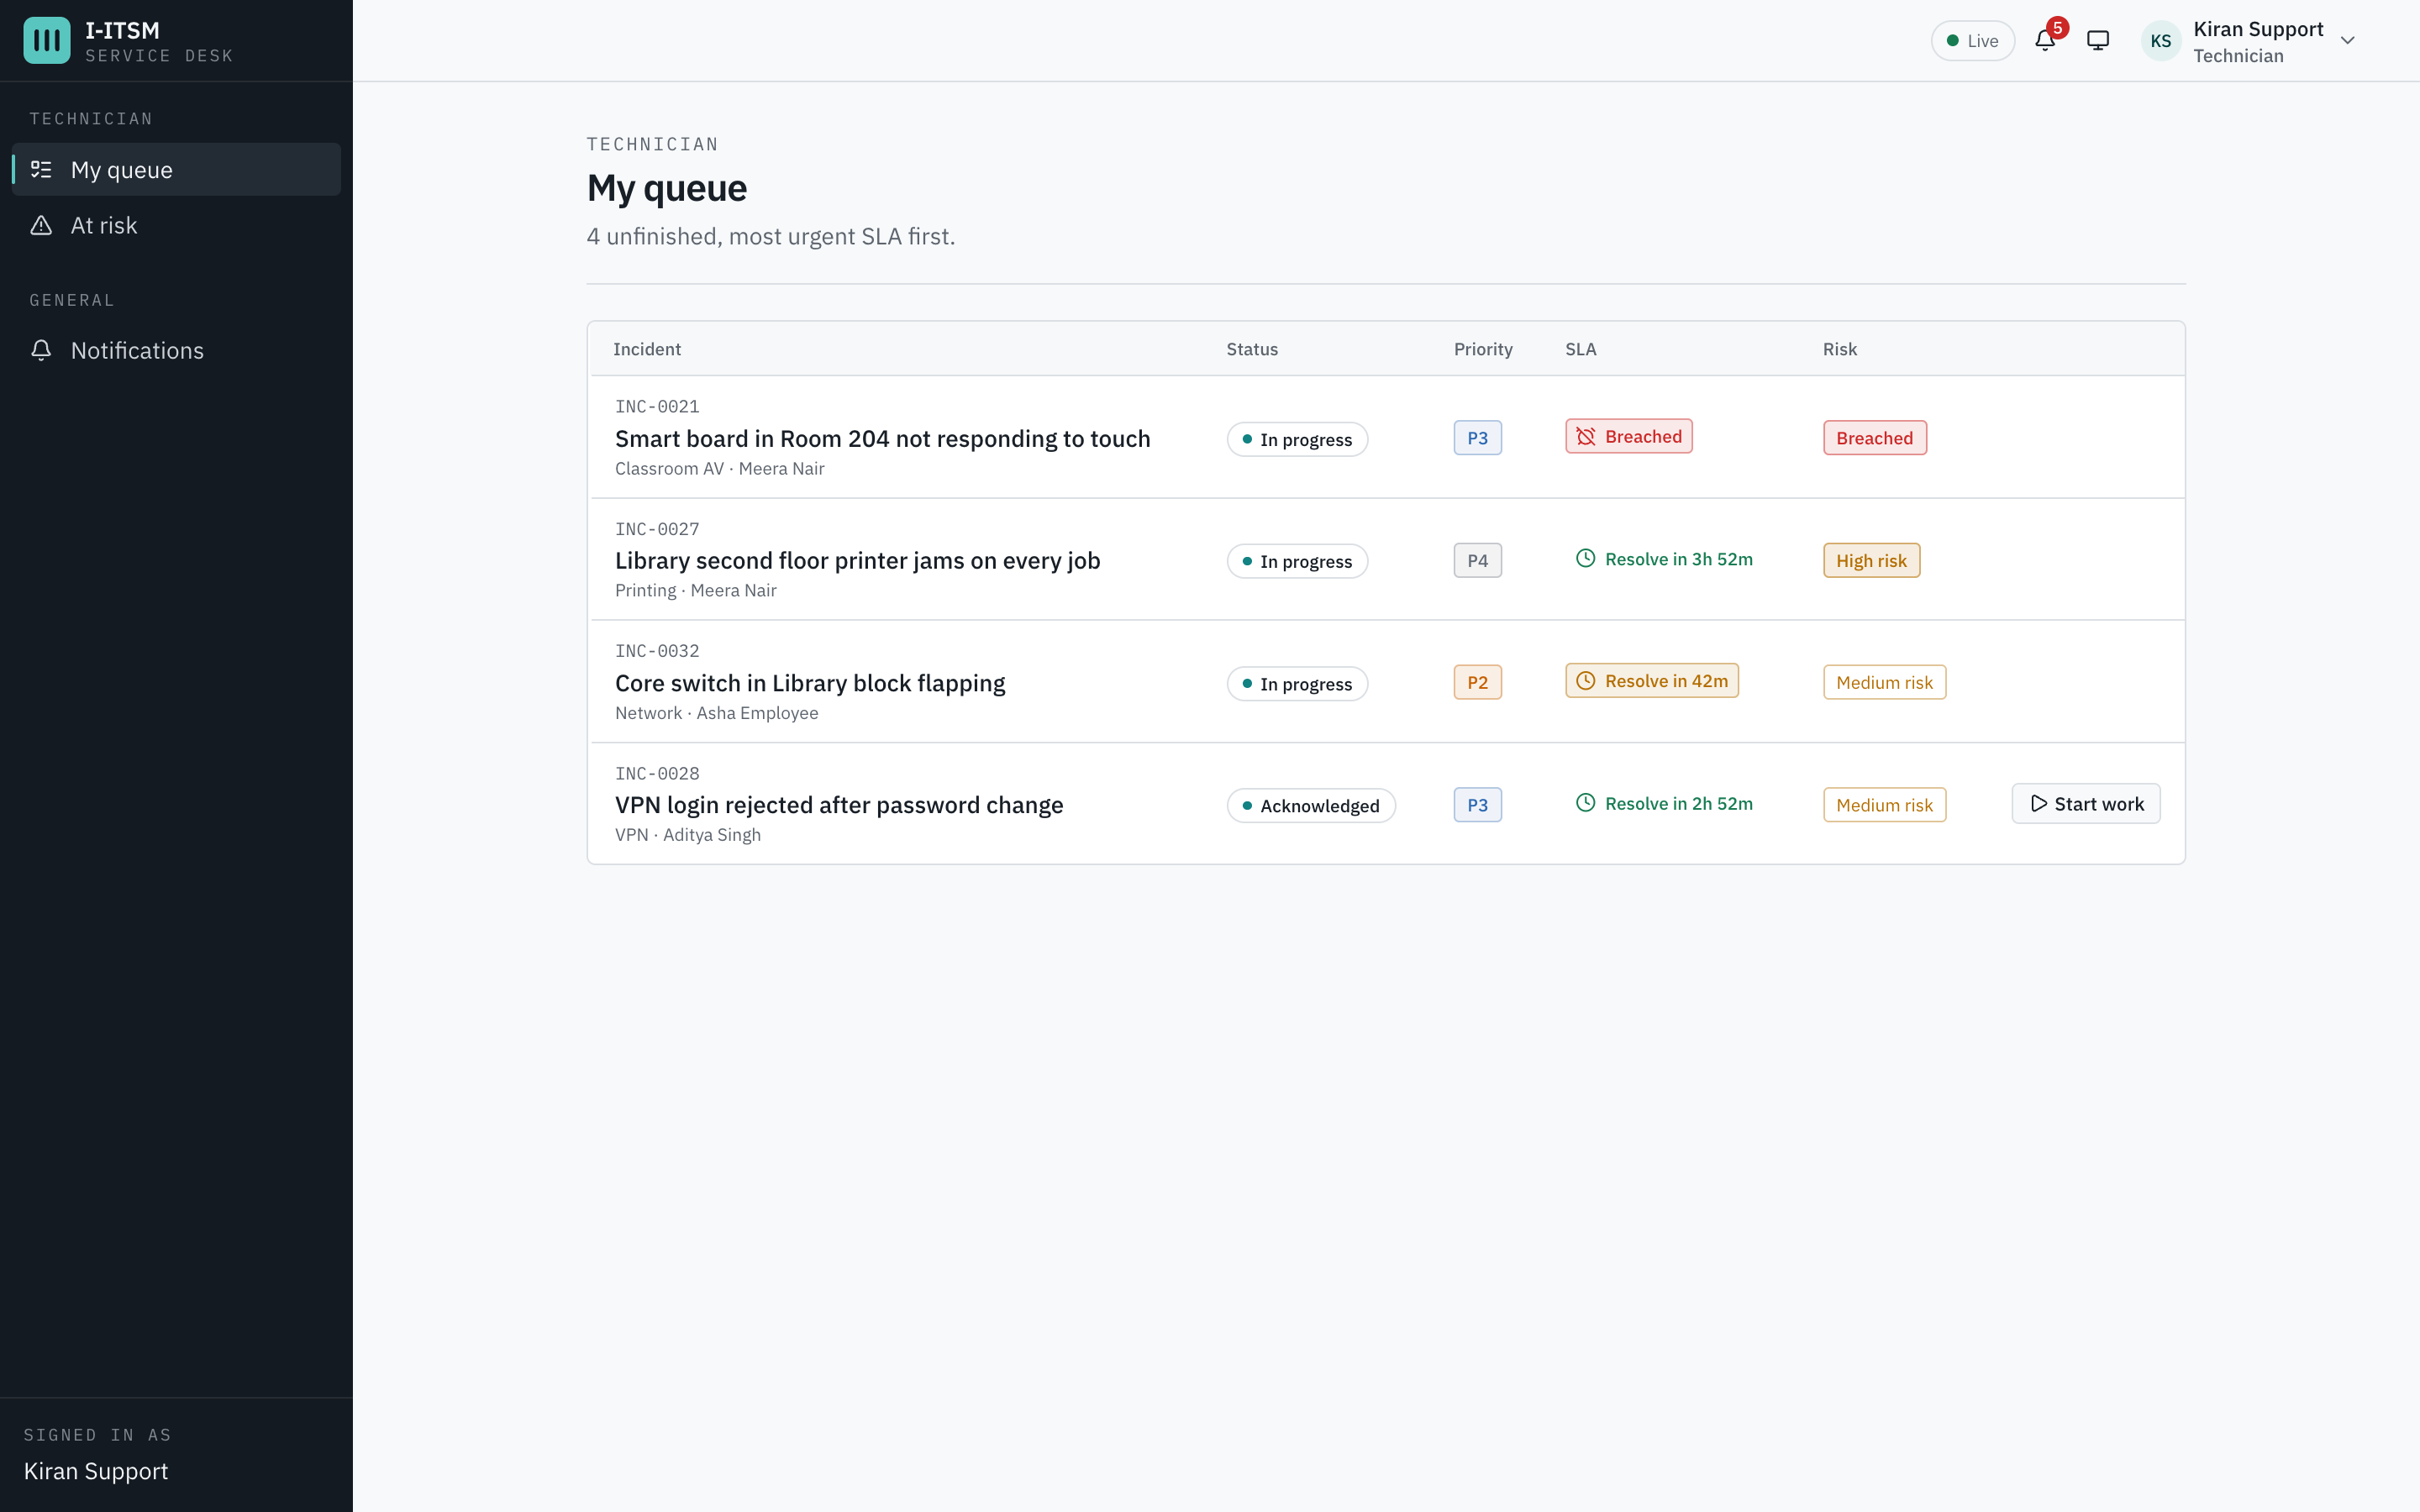 I-ITSM
SERVICE DESK
TECHNICIAN
My queue
At risk
GENERAL
Notifications
SIGNED IN AS
Kiran Support
Live
5
KS
Kiran Support
Technician
TECHNICIAN
My queue
4 unfinished, most urgent SLA first.
Incident Status Priority SLA Risk
INC-0021
Smart board in Room 204 not responding to touch
Classroom AV · Meera Nair
In progress P3 Breached Breached
INC-0027
Library second floor printer jams on every job
Printing · Meera Nair
In progress P4 Resolve in 3h 52m High risk
INC-0032
Core switch in Library block flapping
Network · Asha Employee
In progress P2 Resolve in 42m Medium risk
INC-0028
VPN login rejected after password change
VPN · Aditya Singh
Acknowledged P3 Resolve in 2h 52m Medium risk Start work